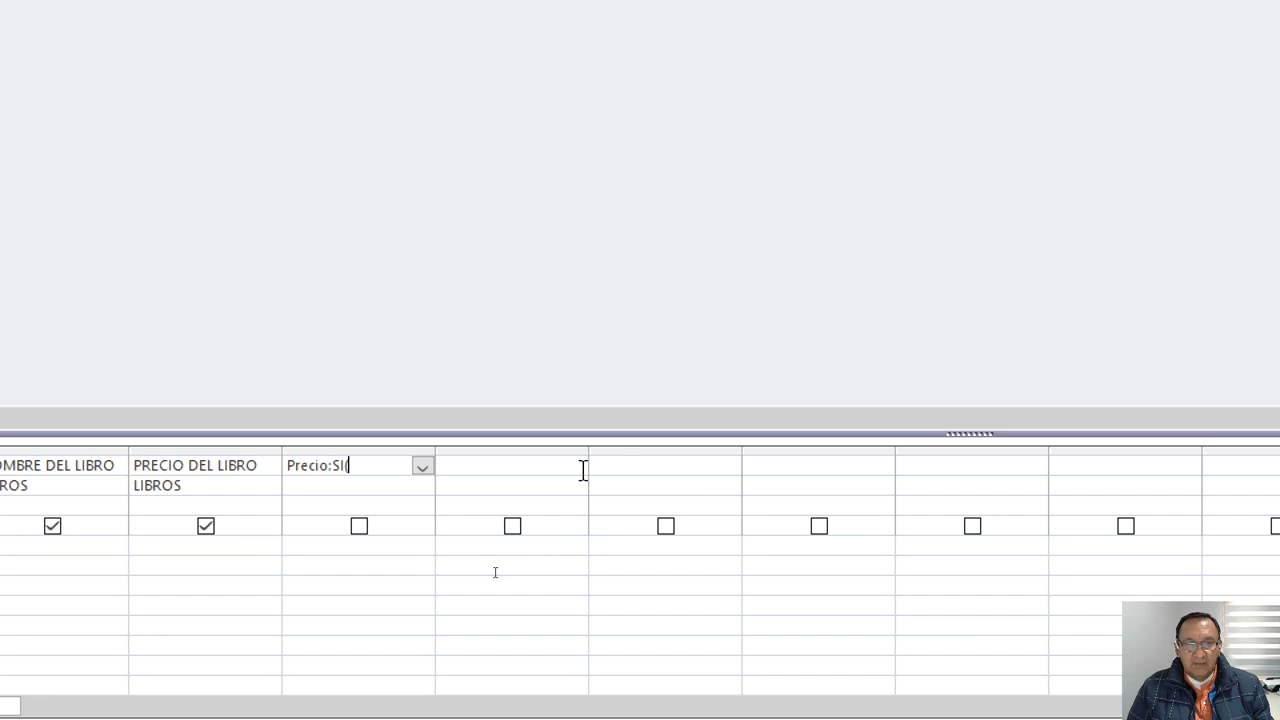 OMBRE DEL LIBRO
PRECIO DEL LIBRO
Precio:SI(
ROS
LIBROS